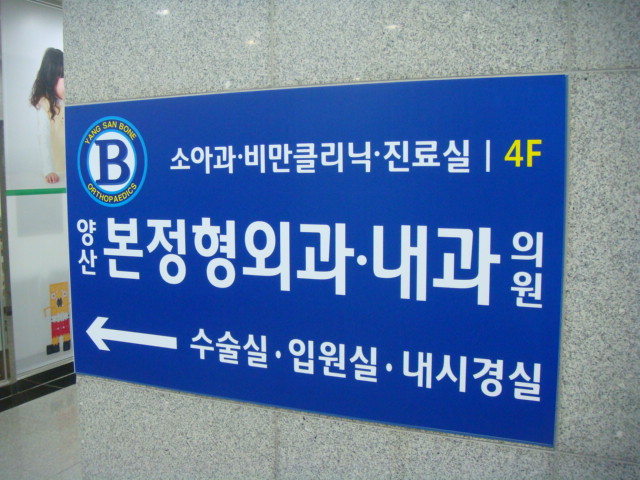 YANG SAN BONE
B
ORTHOPAEDICS
소아과·비만클리닉·진료실 | 4F
양산 본정형외과·내과 의원
수술실·입원실·내시경실